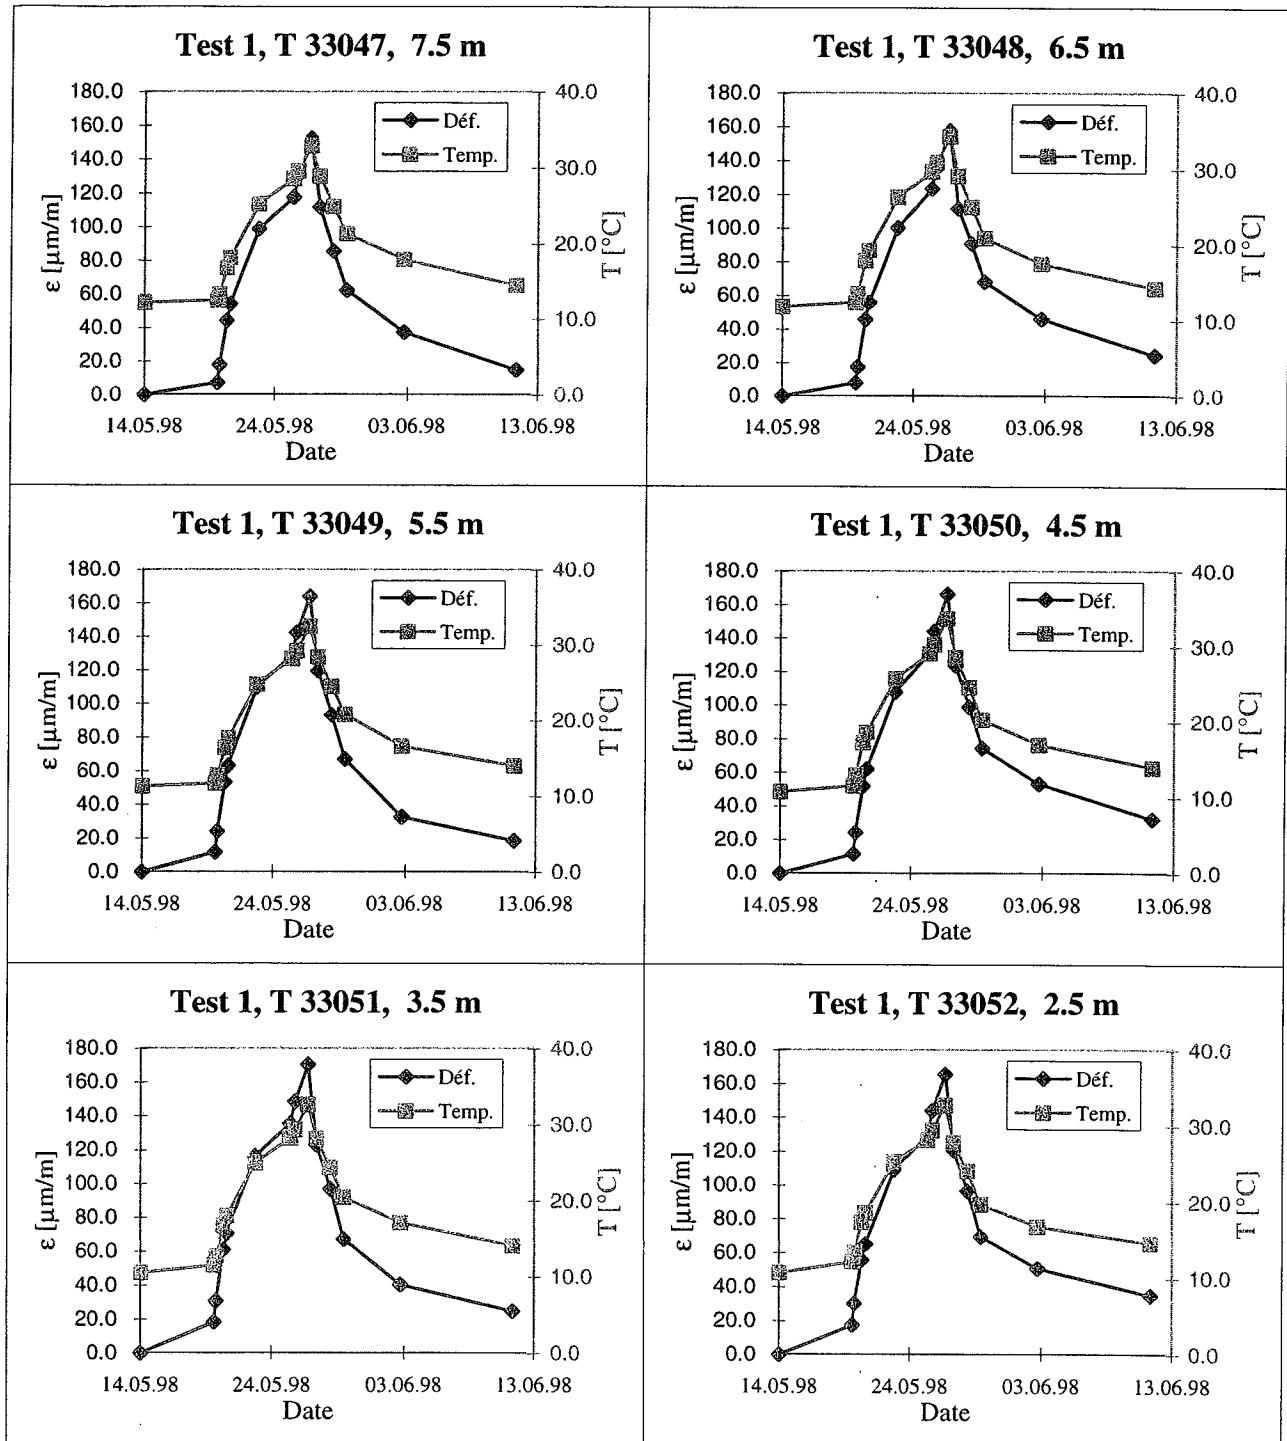 Test 1, T 33047, 7.5 m
180.0
160.0
140.0
120.0
100.0
80.0
60.0
40.0
20.0
0.0
ε [µm/m]
40.0
30.0
20.0
10.0
0.0
T [°C]
Déf.
Temp.
14.05.98 24.05.98 03.06.98 13.06.98
Date
Test 1, T 33048, 6.5 m
180.0
160.0
140.0
120.0
100.0
80.0
60.0
40.0
20.0
0.0
ε [µm/m]
40.0
30.0
20.0
10.0
0.0
T [°C]
Déf.
Temp.
14.05.98 24.05.98 03.06.98 13.06.98
Date
Test 1, T 33049, 5.5 m
180.0
160.0
140.0
120.0
100.0
80.0
60.0
40.0
20.0
0.0
ε [µm/m]
40.0
30.0
20.0
10.0
0.0
T [°C]
Déf.
Temp.
14.05.98 24.05.98 03.06.98 13.06.98
Date
Test 1, T 33050, 4.5 m
180.0
160.0
140.0
120.0
100.0
80.0
60.0
40.0
20.0
0.0
ε [µm/m]
40.0
30.0
20.0
10.0
0.0
T [°C]
Déf.
Temp.
14.05.98 24.05.98 03.06.98 13.06.98
Date
Test 1, T 33051, 3.5 m
180.0
160.0
140.0
120.0
100.0
80.0
60.0
40.0
20.0
0.0
ε [µm/m]
40.0
30.0
20.0
10.0
0.0
T [°C]
Déf.
Temp.
14.05.98 24.05.98 03.06.98 13.06.98
Date
Test 1, T 33052, 2.5 m
180.0
160.0
140.0
120.0
100.0
80.0
60.0
40.0
20.0
0.0
ε [µm/m]
40.0
30.0
20.0
10.0
0.0
T [°C]
Déf.
Temp.
14.05.98 24.05.98 03.06.98 13.06.98
Date